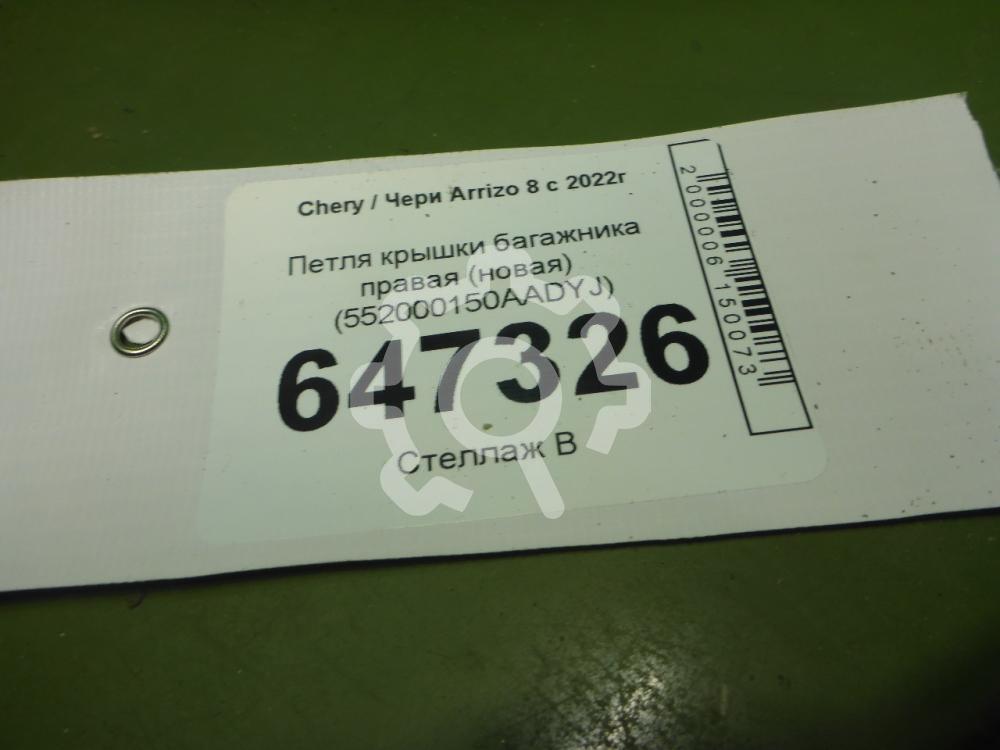 Chery / Чери Arrizo 8 с 2022г
Петля крышки багажника
правая (новая)
(552000150AADYJ)
647326
Стеллаж В
2000006150073